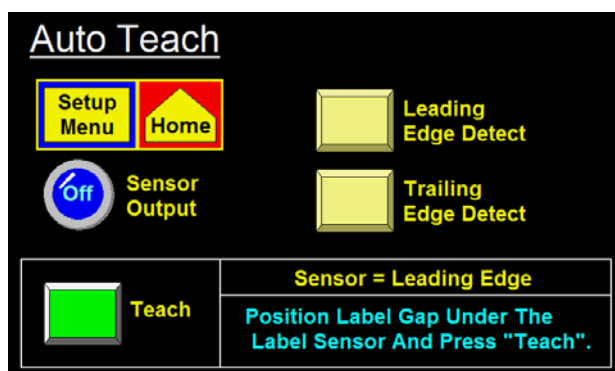 Auto Teach
Setup
Menu
Home
Leading
Edge Detect
Off
Sensor
Output
Trailing
Edge Detect
Teach
Sensor = Leading Edge
Position Label Gap Under The
Label Sensor And Press "Teach".